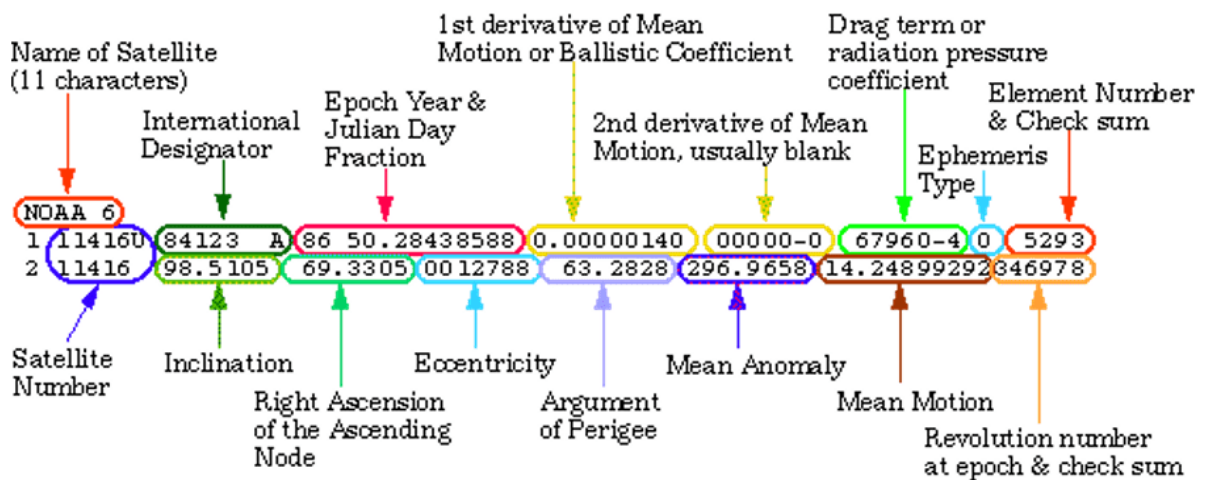 Name of Satellite
(11 characters)
International
Designator
Epoch Year &
Julian Day
Fraction
1st derivative of Mean
Motion or Ballistic Coefficient
2nd derivative of Mean
Motion, usually blank
Drag term or
radiation pressure
coefficient
Ephemeris
Type
Element Number
& Check sum
NOAA 6
1 11416U 84123 A 86 50.28438588 0.00000140 00000-0 67960-4 0 5293
2 11416 98.5105 69.3305 0012788 63.2828 296.9658 14.24899292 346978
Satellite
Number
Inclination
Right Ascension
of the Ascending
Node
Eccentricity
Argument
of Perigee
Mean Anomaly
Mean Motion
Revolution number
at epoch & check sum